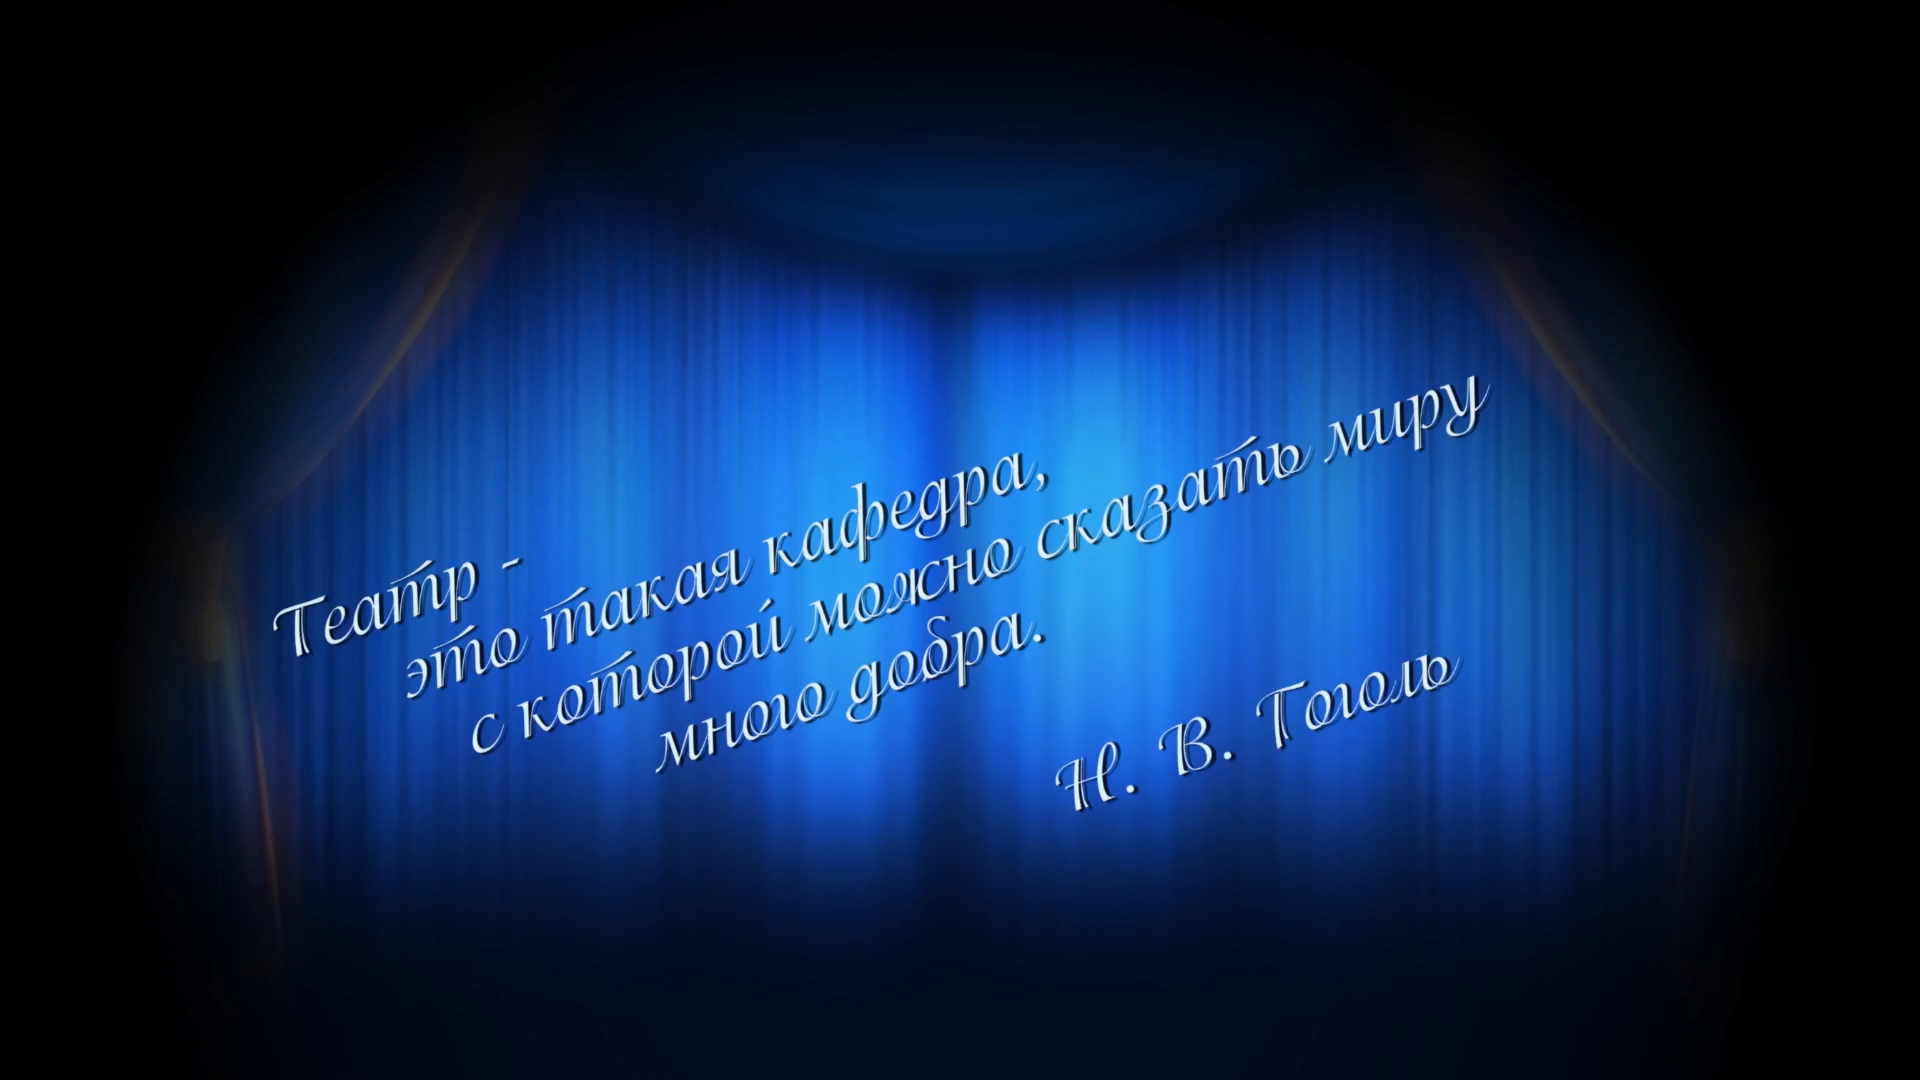 Театр -
это такая кафедра,
с которой можно сказать миру
много добра.
Н. В. Гоголь